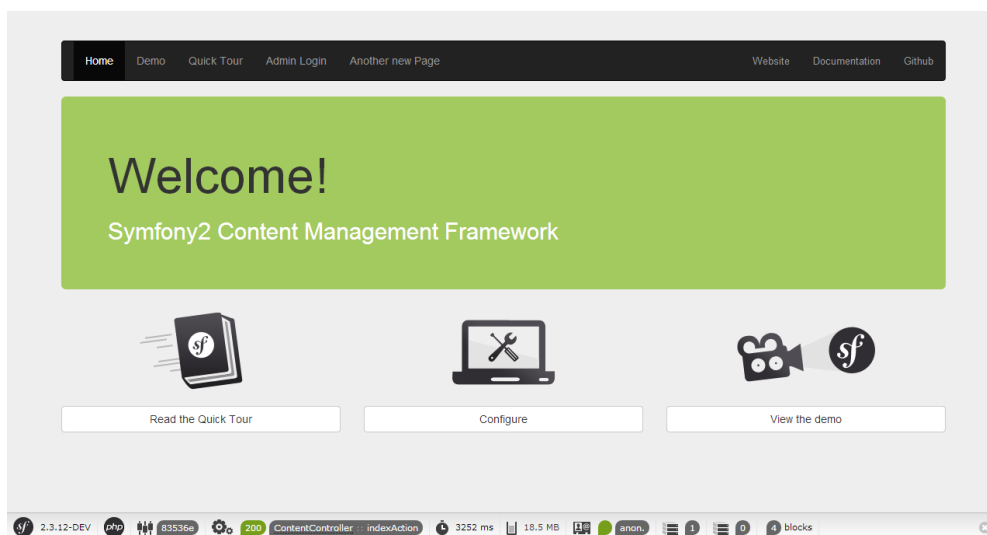 Home Demo Quick Tour Admin Login Another new Page Website Documentation Github
Welcome!
Symfony2 Content Management Framework
sf
sf
Read the Quick Tour Configure View the demo
sf 2.3.12-DEV php 83536e 200 ContentController :: indexAction 3252 ms 18.5 MB anon. 1 0 4 blocks